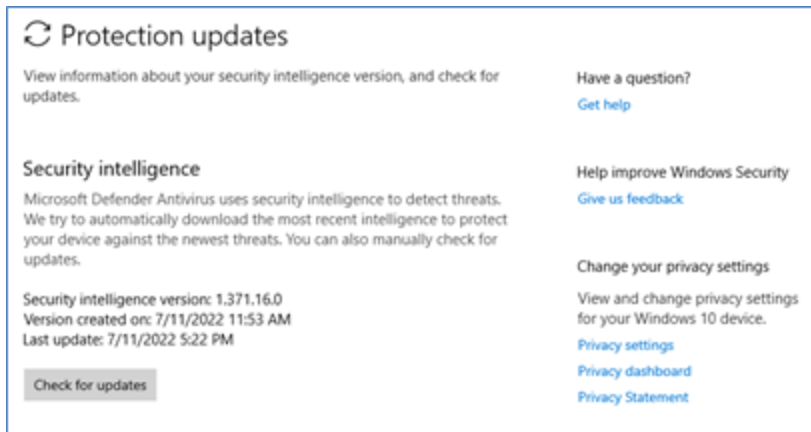 Protection updates
View information about your security intelligence version, and check for
updates.
Security intelligence
Microsoft Defender Antivirus uses security intelligence to detect threats.
We try to automatically download the most recent intelligence to protect
your device against the newest threats. You can also manually check for
updates.
Security intelligence version: 1.371.16.0
Version created on: 7/11/2022 11:53 AM
Last update: 7/11/2022 5:22 PM
Check for updates
Have a question?
Get help
Help improve Windows Security
Give us feedback
Change your privacy settings
View and change privacy settings
for your Windows 10 device.
Privacy settings
Privacy dashboard
Privacy Statement